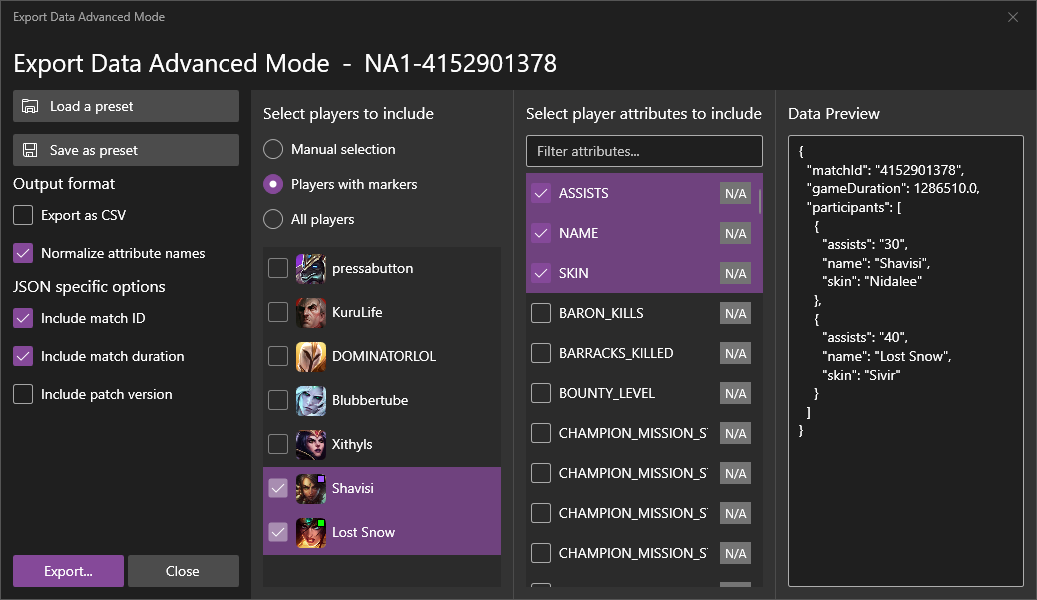 Export Data Advanced Mode
Export Data Advanced Mode - NA1-4152901378
Load a preset
Save as preset
Output format
Export as CSV
Normalize attribute names
JSON specific options
Include match ID
Include match duration
Include patch version
Export...
Close
Select players to include
Manual selection
Players with markers
All players
pressabutton
KuruLife
DOMINATORLOL
Blubbertube
Xithyls
Shavisi
Lost Snow
Select player attributes to include
Filter attributes...
ASSISTS N/A
NAME N/A
SKIN N/A
BARON_KILLS N/A
BARRACKS_KILLED N/A
BOUNTY_LEVEL N/A
CHAMPION_MISSION_S N/A
CHAMPION_MISSION_S N/A
CHAMPION_MISSION_S N/A
CHAMPION_MISSION_S N/A
Data Preview
{
"matchId": "4152901378",
"gameDuration": 1286510.0,
"participants": [
{
"assists": "30",
"name": "Shavisi",
"skin": "Nidalee"
},
{
"assists": "40",
"name": "Lost Snow",
"skin": "Sivir"
}
]
}